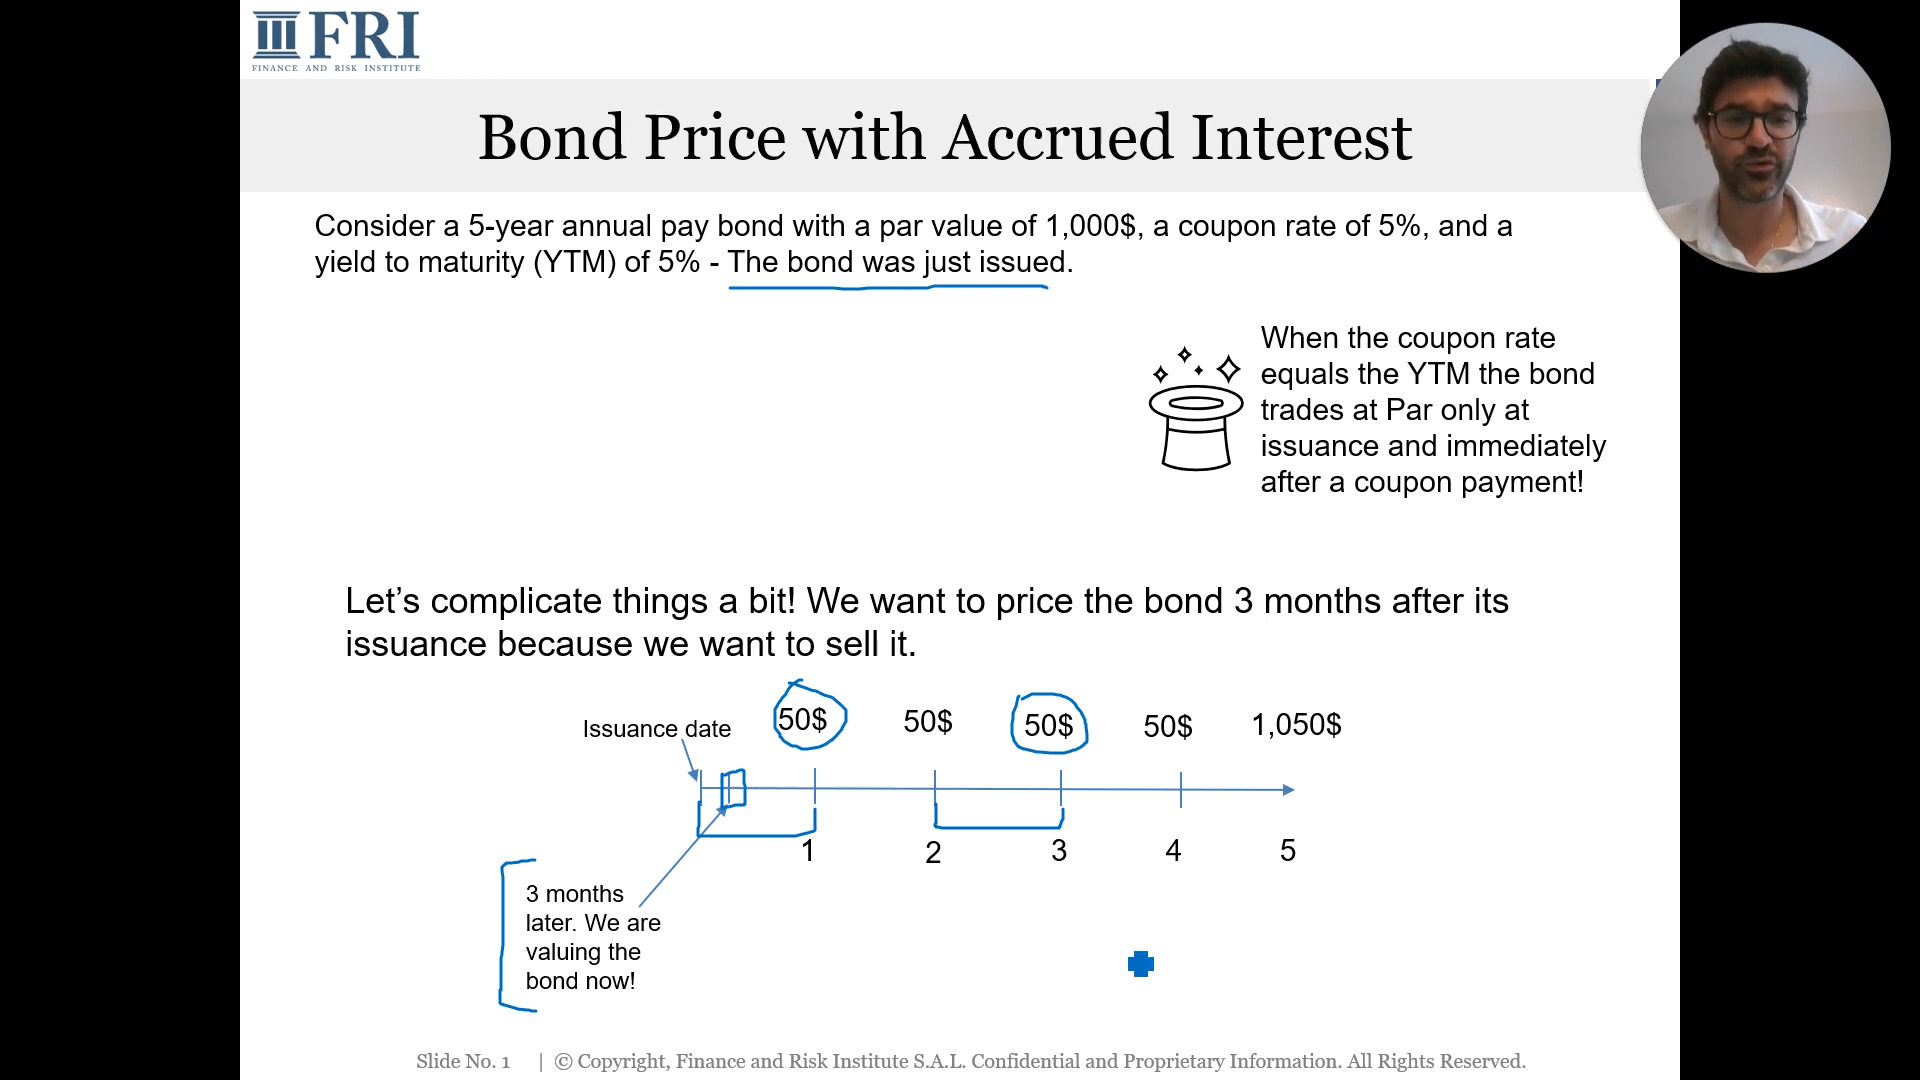 FRI
FINANCE AND RISK INSTITUTE
Bond Price with Accrued Interest
Consider a 5-year annual pay bond with a par value of 1,000$, a coupon rate of 5%, and a
yield to maturity (YTM) of 5% - The bond was just issued.
When the coupon rate
equals the YTM the bond
trades at Par only at
issuance and immediately
after a coupon payment!
Let’s complicate things a bit! We want to price the bond 3 months after its
issuance because we want to sell it.
Issuance date
50$ 50$ 50$ 50$ 1,050$
1 2 3 4 5
3 months
later. We are
valuing the
bond now!
Slide No. 1 | © Copyright, Finance and Risk Institute S.A.L. Confidential and Proprietary Information. All Rights Reserved.